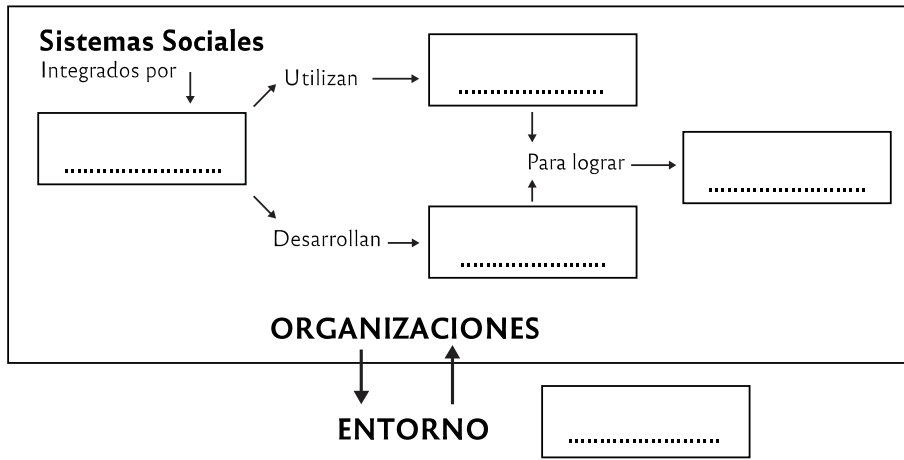 Sistemas Sociales
Integrados por
Utilizan
Para lograr
Desarrollan
ORGANIZACIONES
ENTORNO